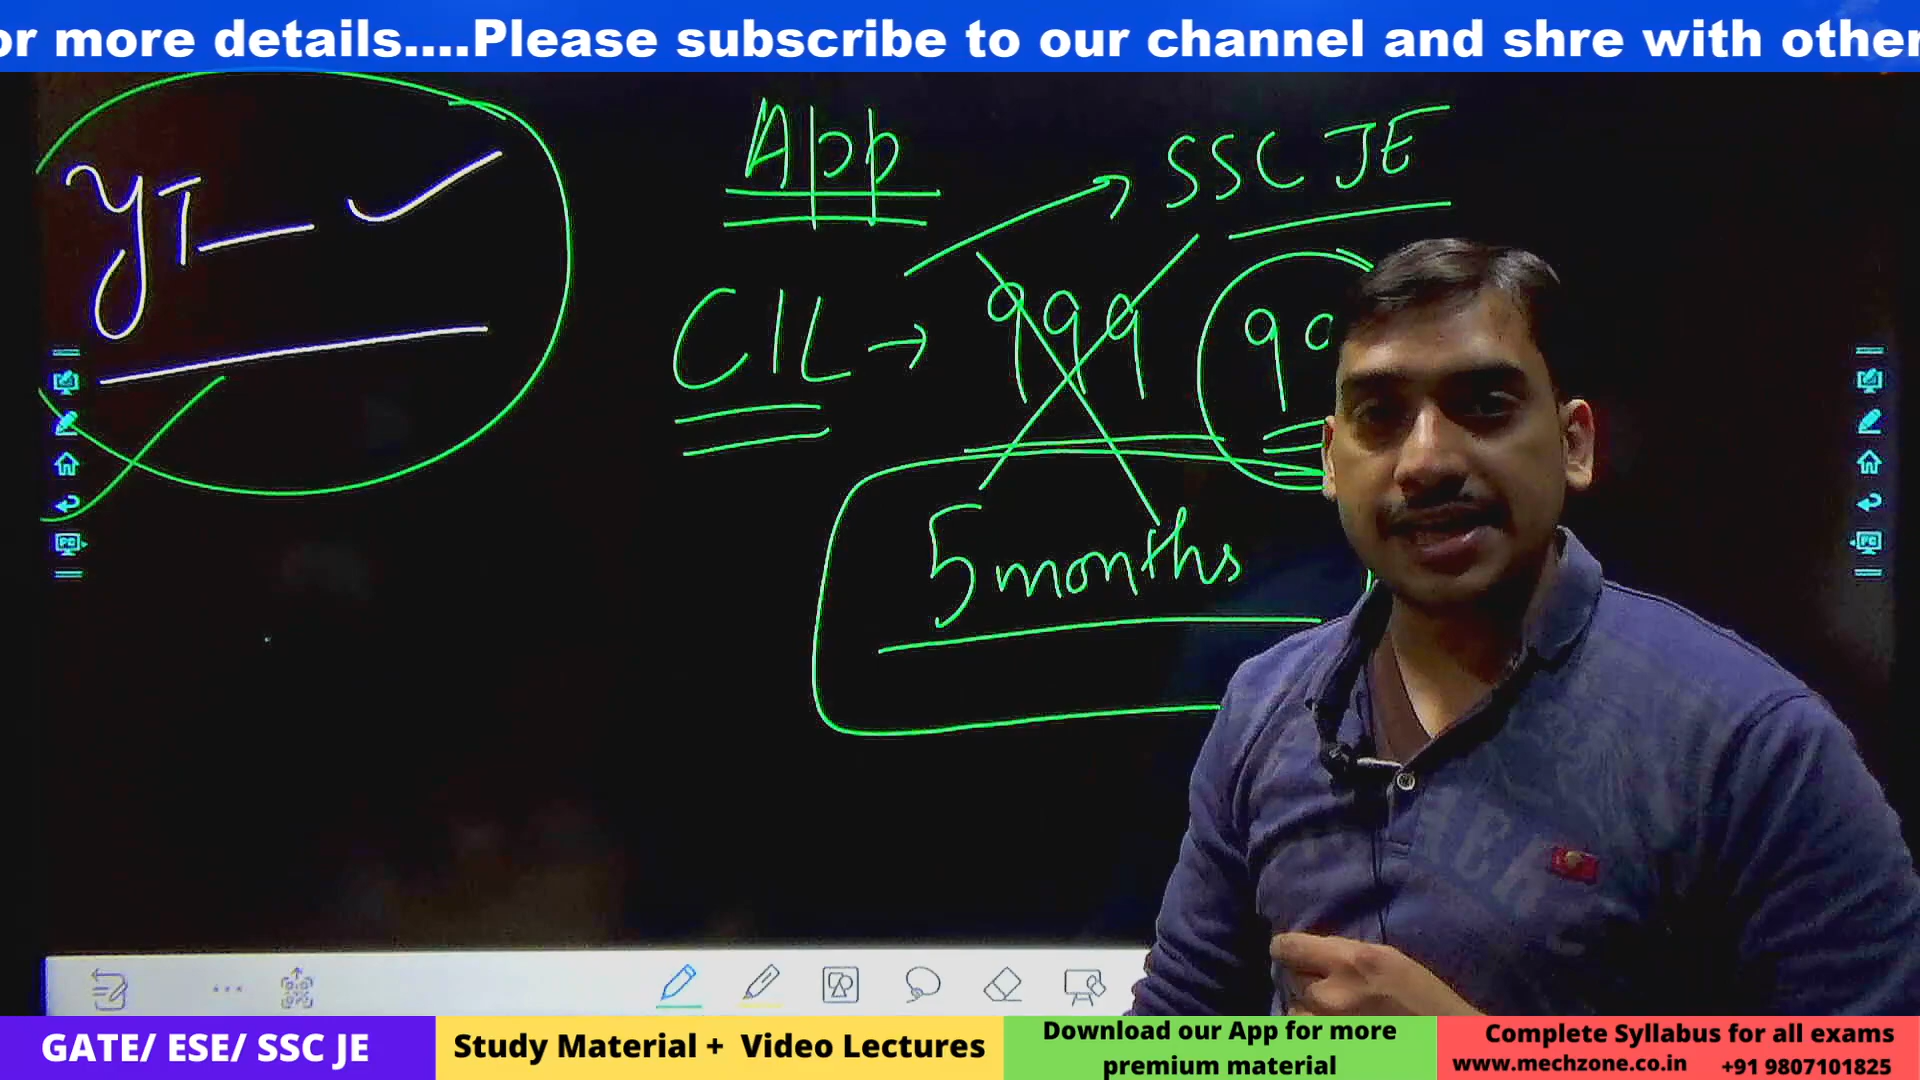 or more details....Please subscribe to our channel and shre with other
YT
App
SSC JE
CIL → 999
5 months
GATE/ ESE/ SSC JE
Study Material + Video Lectures
Download our App for more
premium material
Complete Syllabus for all exams
www.mechzone.co.in +91 9807101825